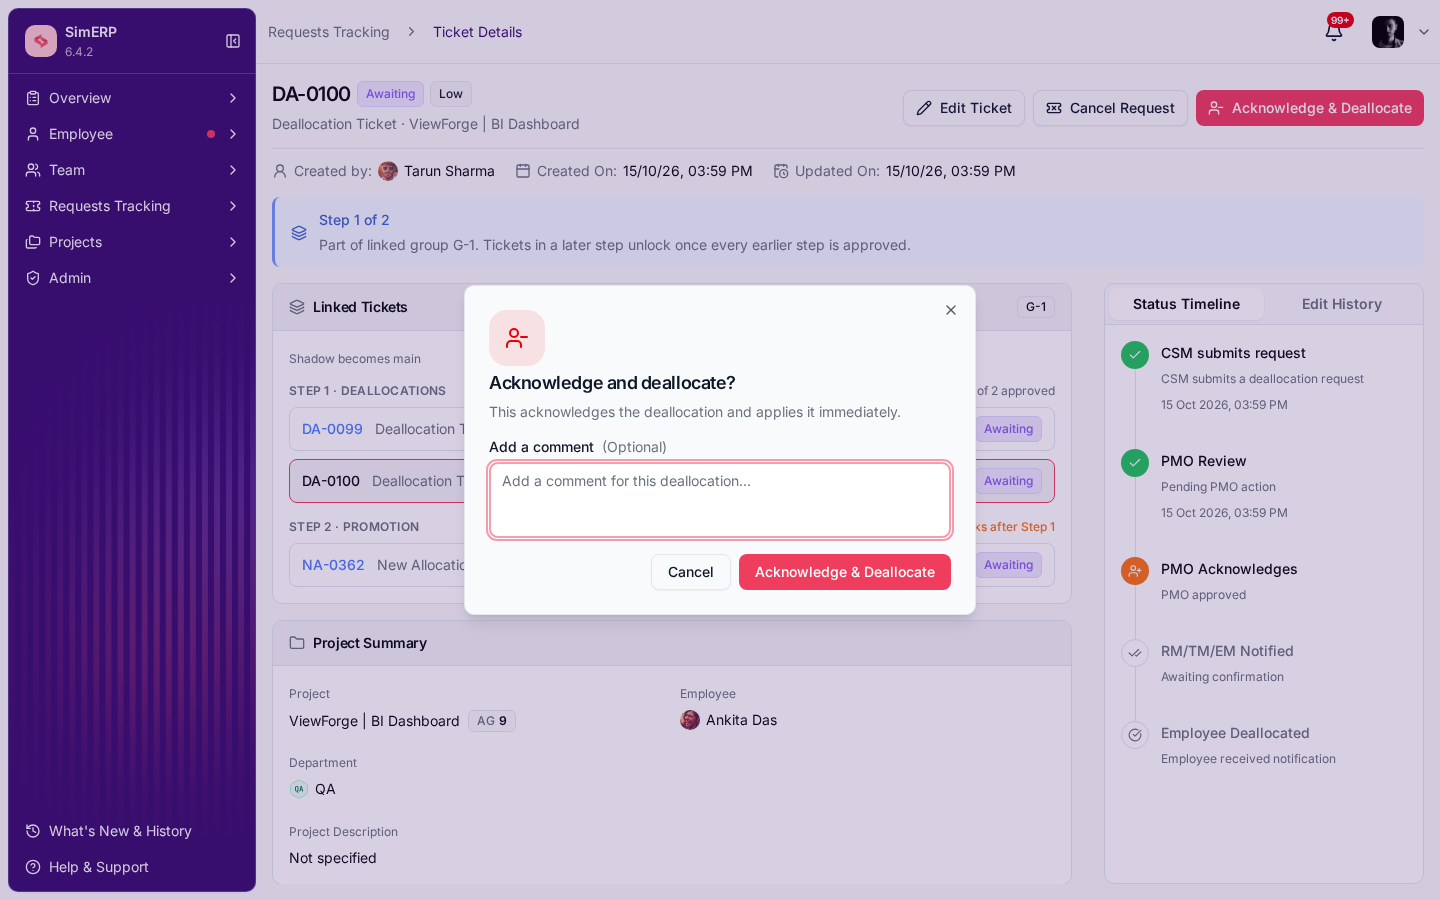 SimERP
6.4.2
Overview
Employee
Team
Requests Tracking
Projects
Admin
What's New & History
Help & Support
Requests Tracking > Ticket Details
99+
DA-0100 Awaiting Low
Deallocation Ticket · ViewForge | BI Dashboard
Edit Ticket
Cancel Request
Acknowledge & Deallocate
Created by: Tarun Sharma
Created On: 15/10/26, 03:59 PM
Updated On: 15/10/26, 03:59 PM
Step 1 of 2
Part of linked group G-1. Tickets in a later step unlock once every earlier step is approved.
Linked Tickets
G-1
Shadow becomes main
STEP 1 · DEALLOCATIONS
of 2 approved
DA-0099 Deallocation
Awaiting
DA-0100 Deallocation
Awaiting
STEP 2 · PROMOTION
after Step 1
NA-0362 New
Awaiting
Acknowledge and deallocate?
This acknowledges the deallocation and applies it immediately.
Add a comment (Optional)
Add a comment for this deallocation...
Cancel
Acknowledge & Deallocate
Project Summary
Project
ViewForge | BI Dashboard AG 9
Employee
Ankita Das
Department
QA QA
Project Description
Not specified
Status Timeline
Edit History
CSM submits request
CSM submits a deallocation request
15 Oct 2026, 03:59 PM
PMO Review
Pending PMO action
15 Oct 2026, 03:59 PM
PMO Acknowledges
PMO approved
RM/TM/EM Notified
Awaiting confirmation
Employee Deallocated
Employee received notification